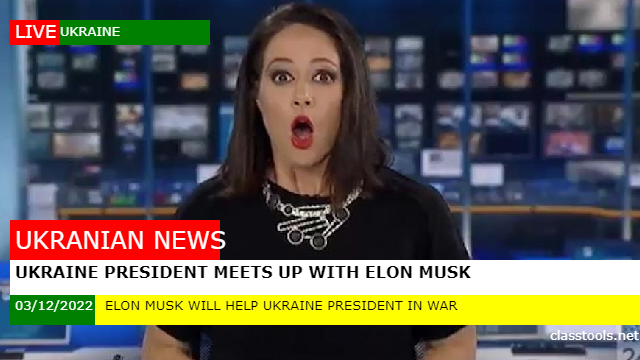 LIVE UKRAINE
UKRANIAN NEWS
UKRAINE PRESIDENT MEETS UP WITH ELON MUSK
03/12/2022 ELON MUSK WILL HELP UKRAINE PRESIDENT IN WAR
classtools.net